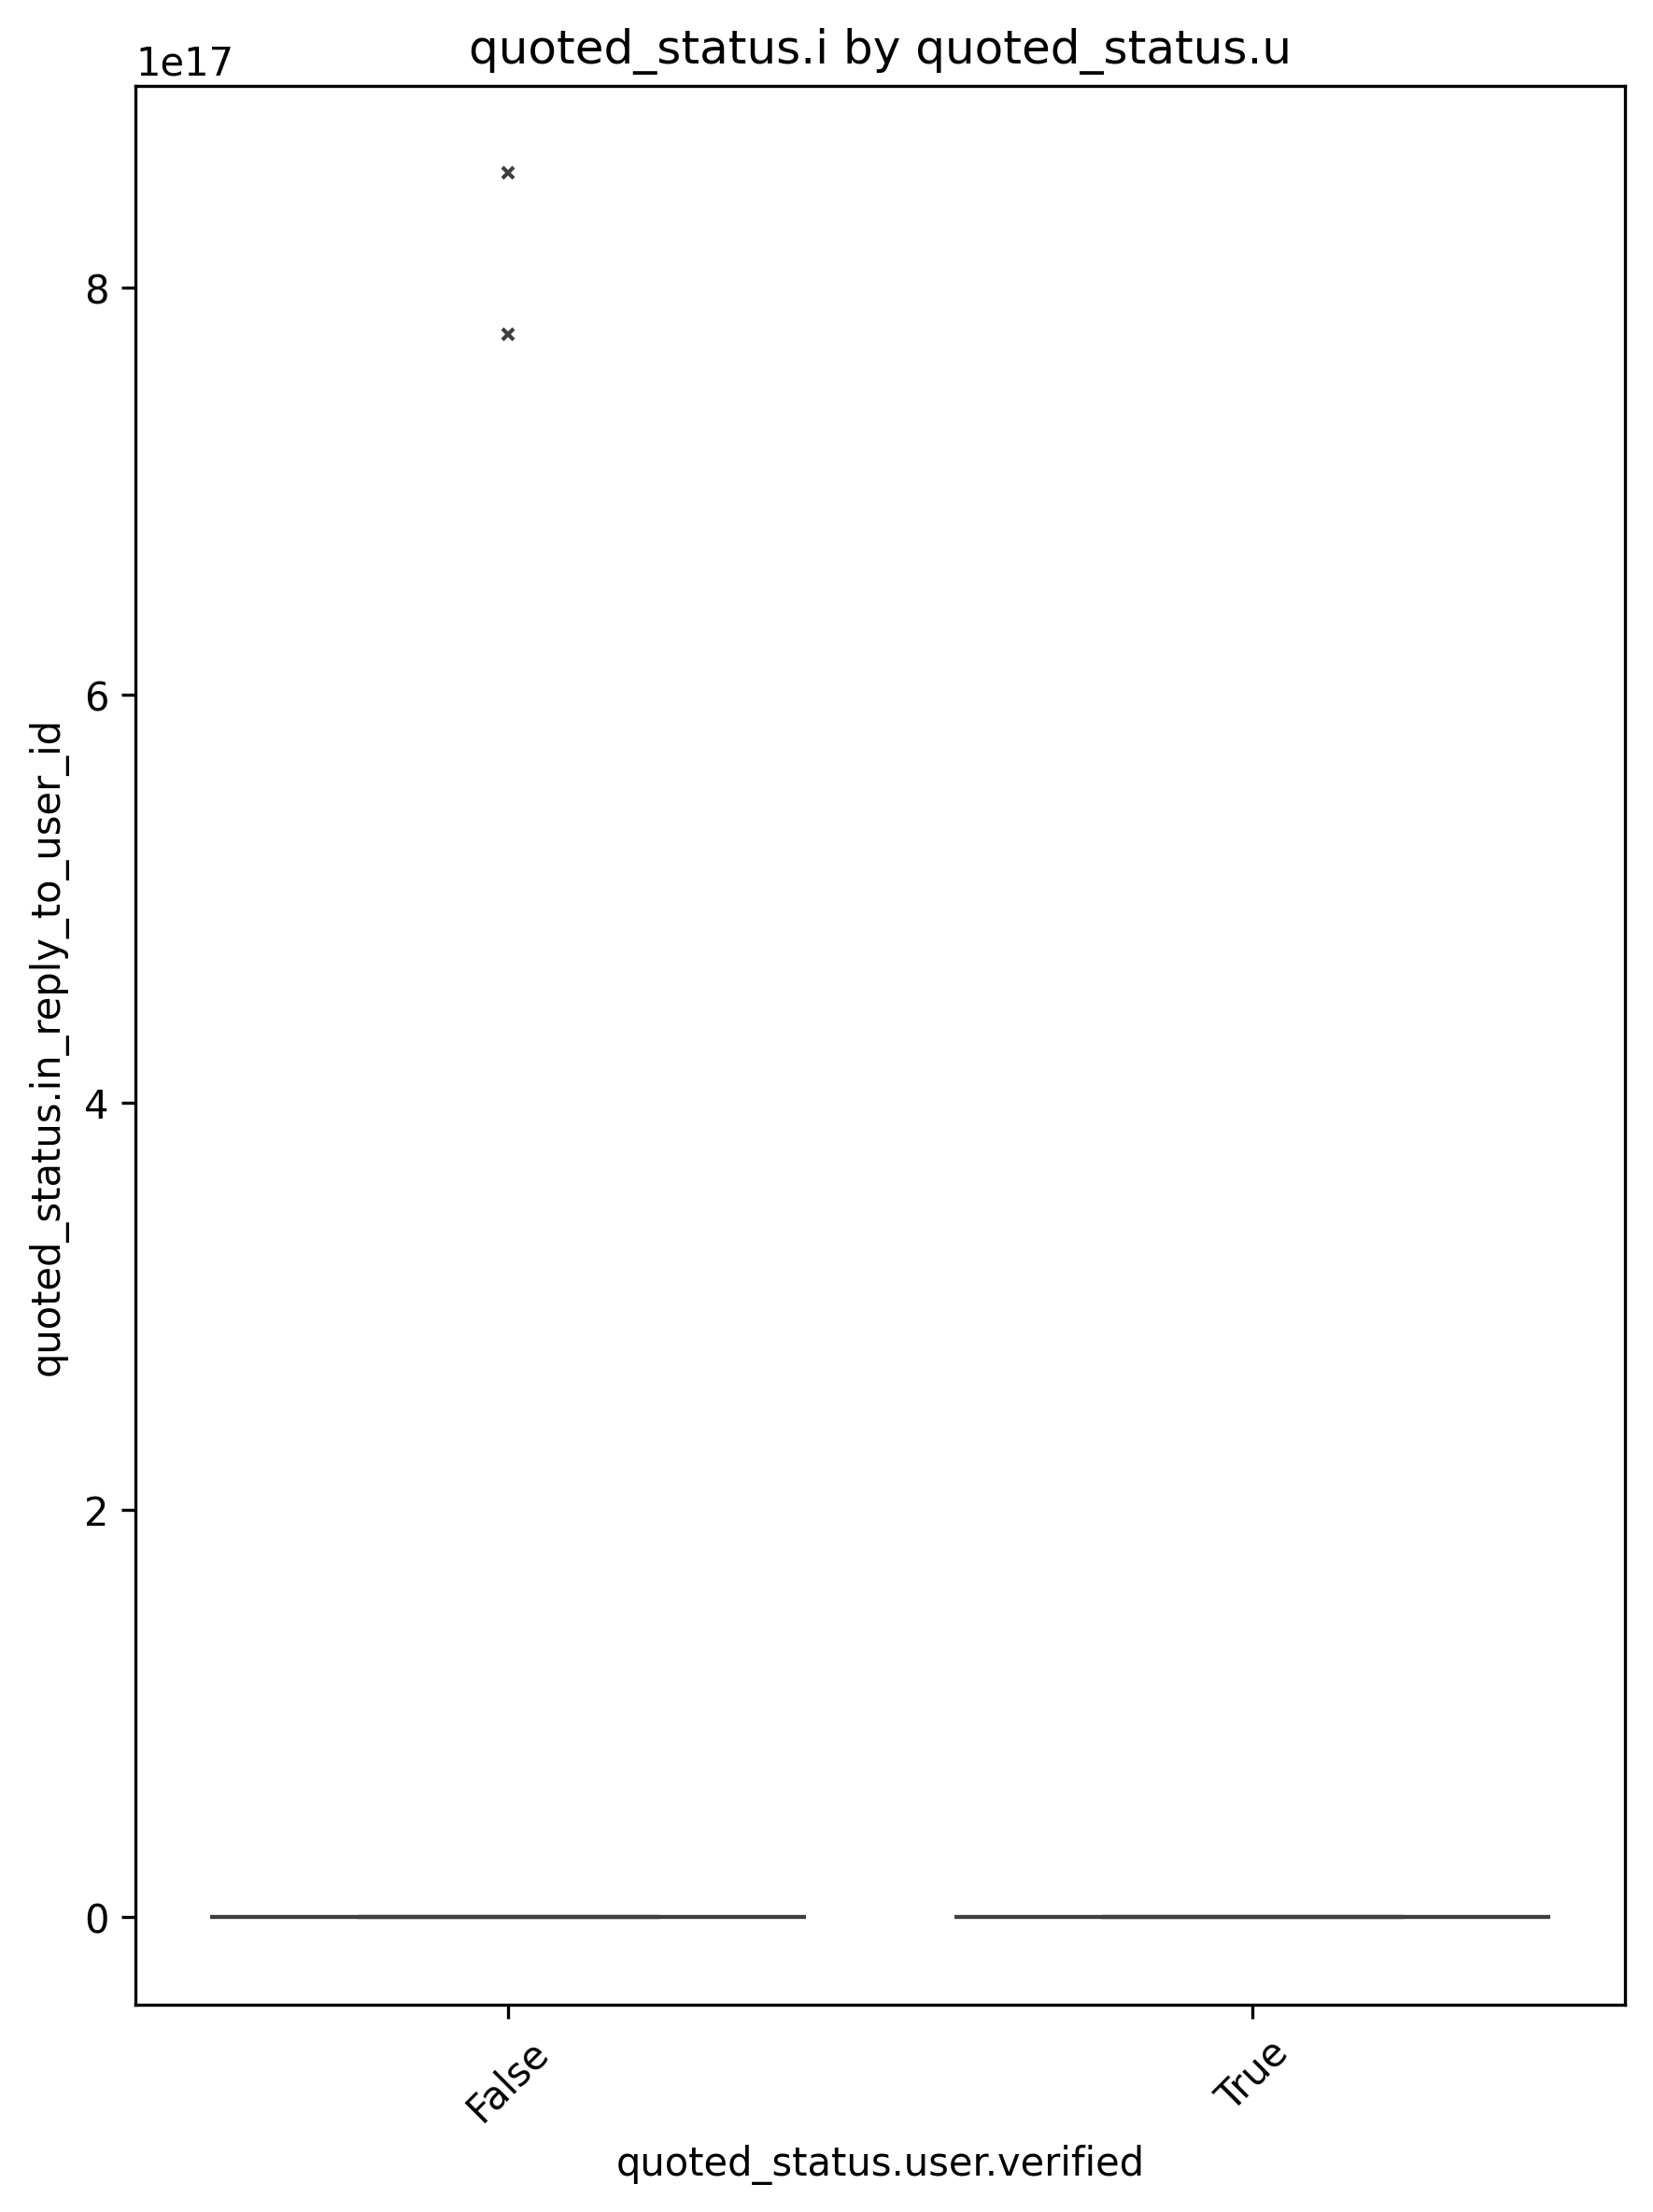 quoted_status.i by quoted_status.u
1e17
8
6
4
2
0
quoted_status.in_reply_to_user_id
False
True
quoted_status.user.verified